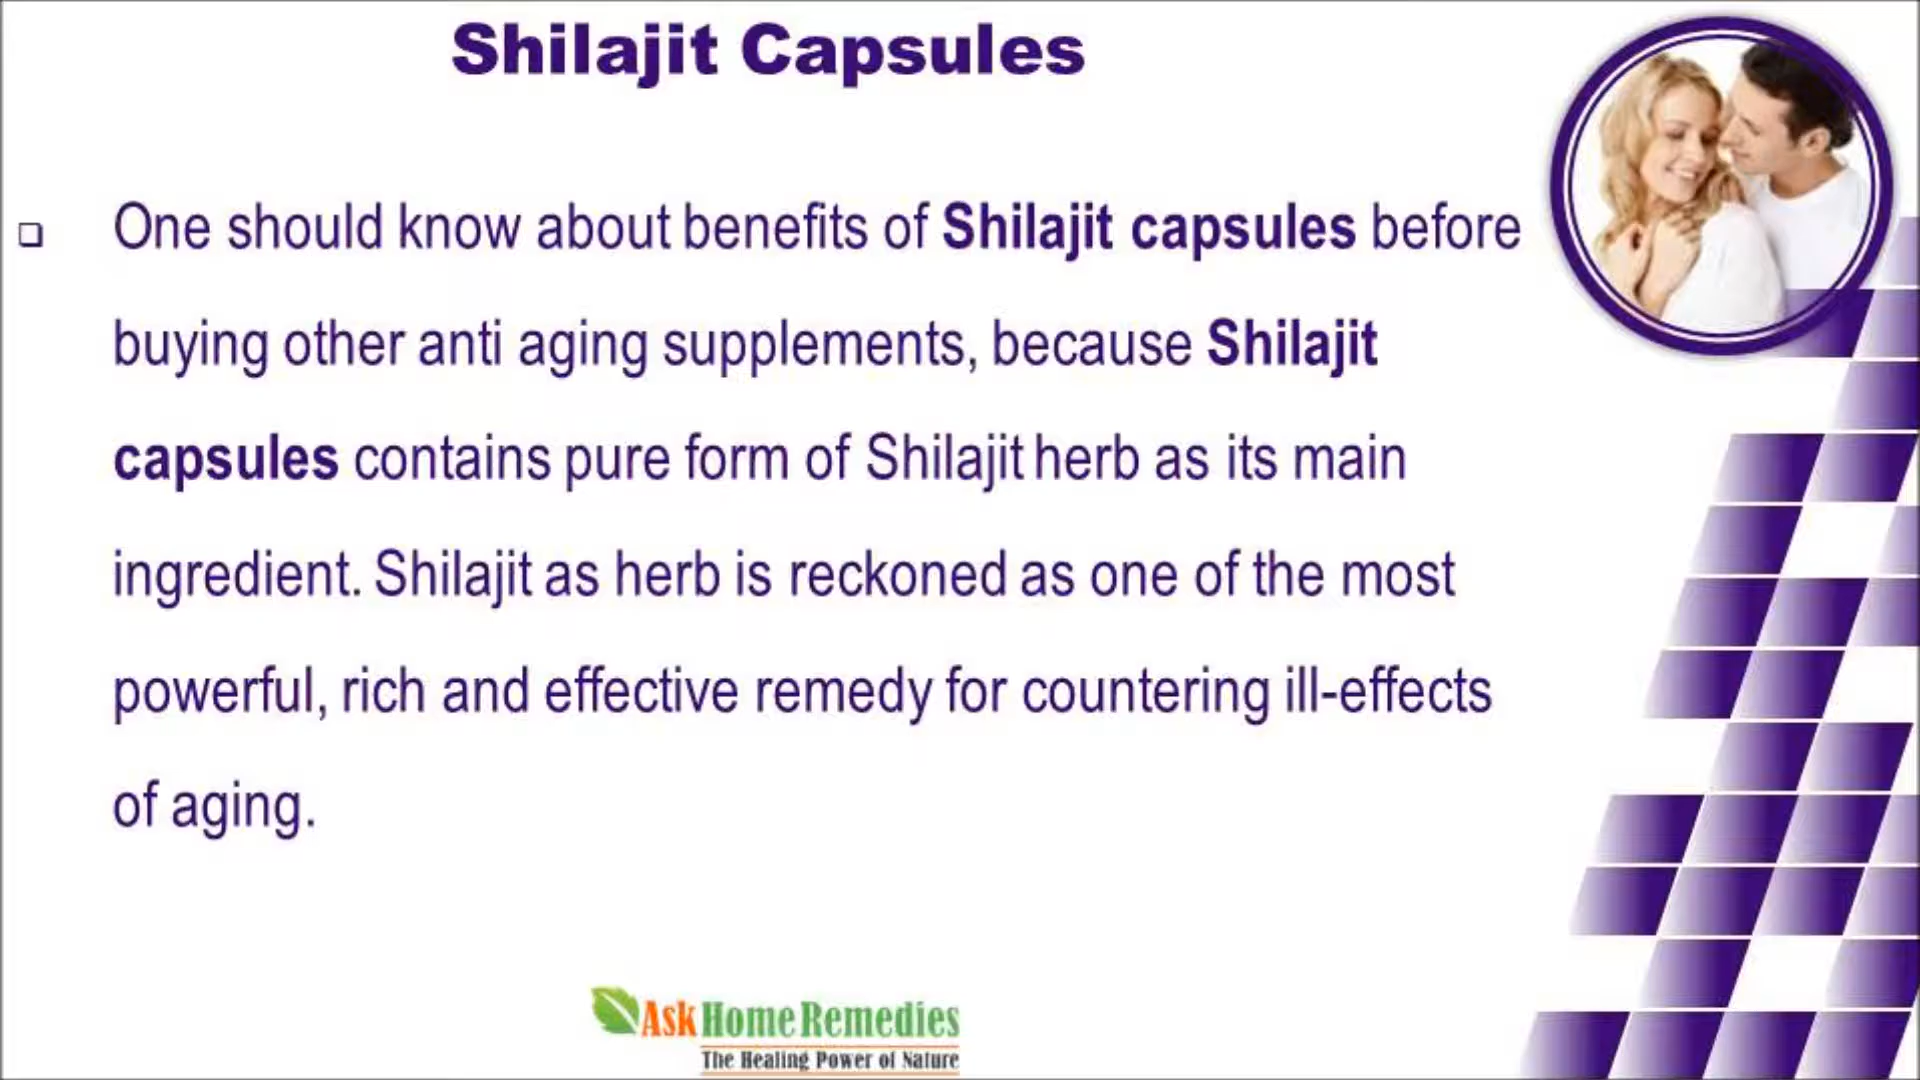 Shilajit Capsules
One should know about benefits of Shilajit capsules before
buying other anti aging supplements, because Shilajit
capsules contains pure form of Shilajit herb as its main
ingredient. Shilajit as herb is reckoned as one of the most
powerful, rich and effective remedy for countering ill-effects
of aging.
Ask Home Remedies
The Healing Power of Nature